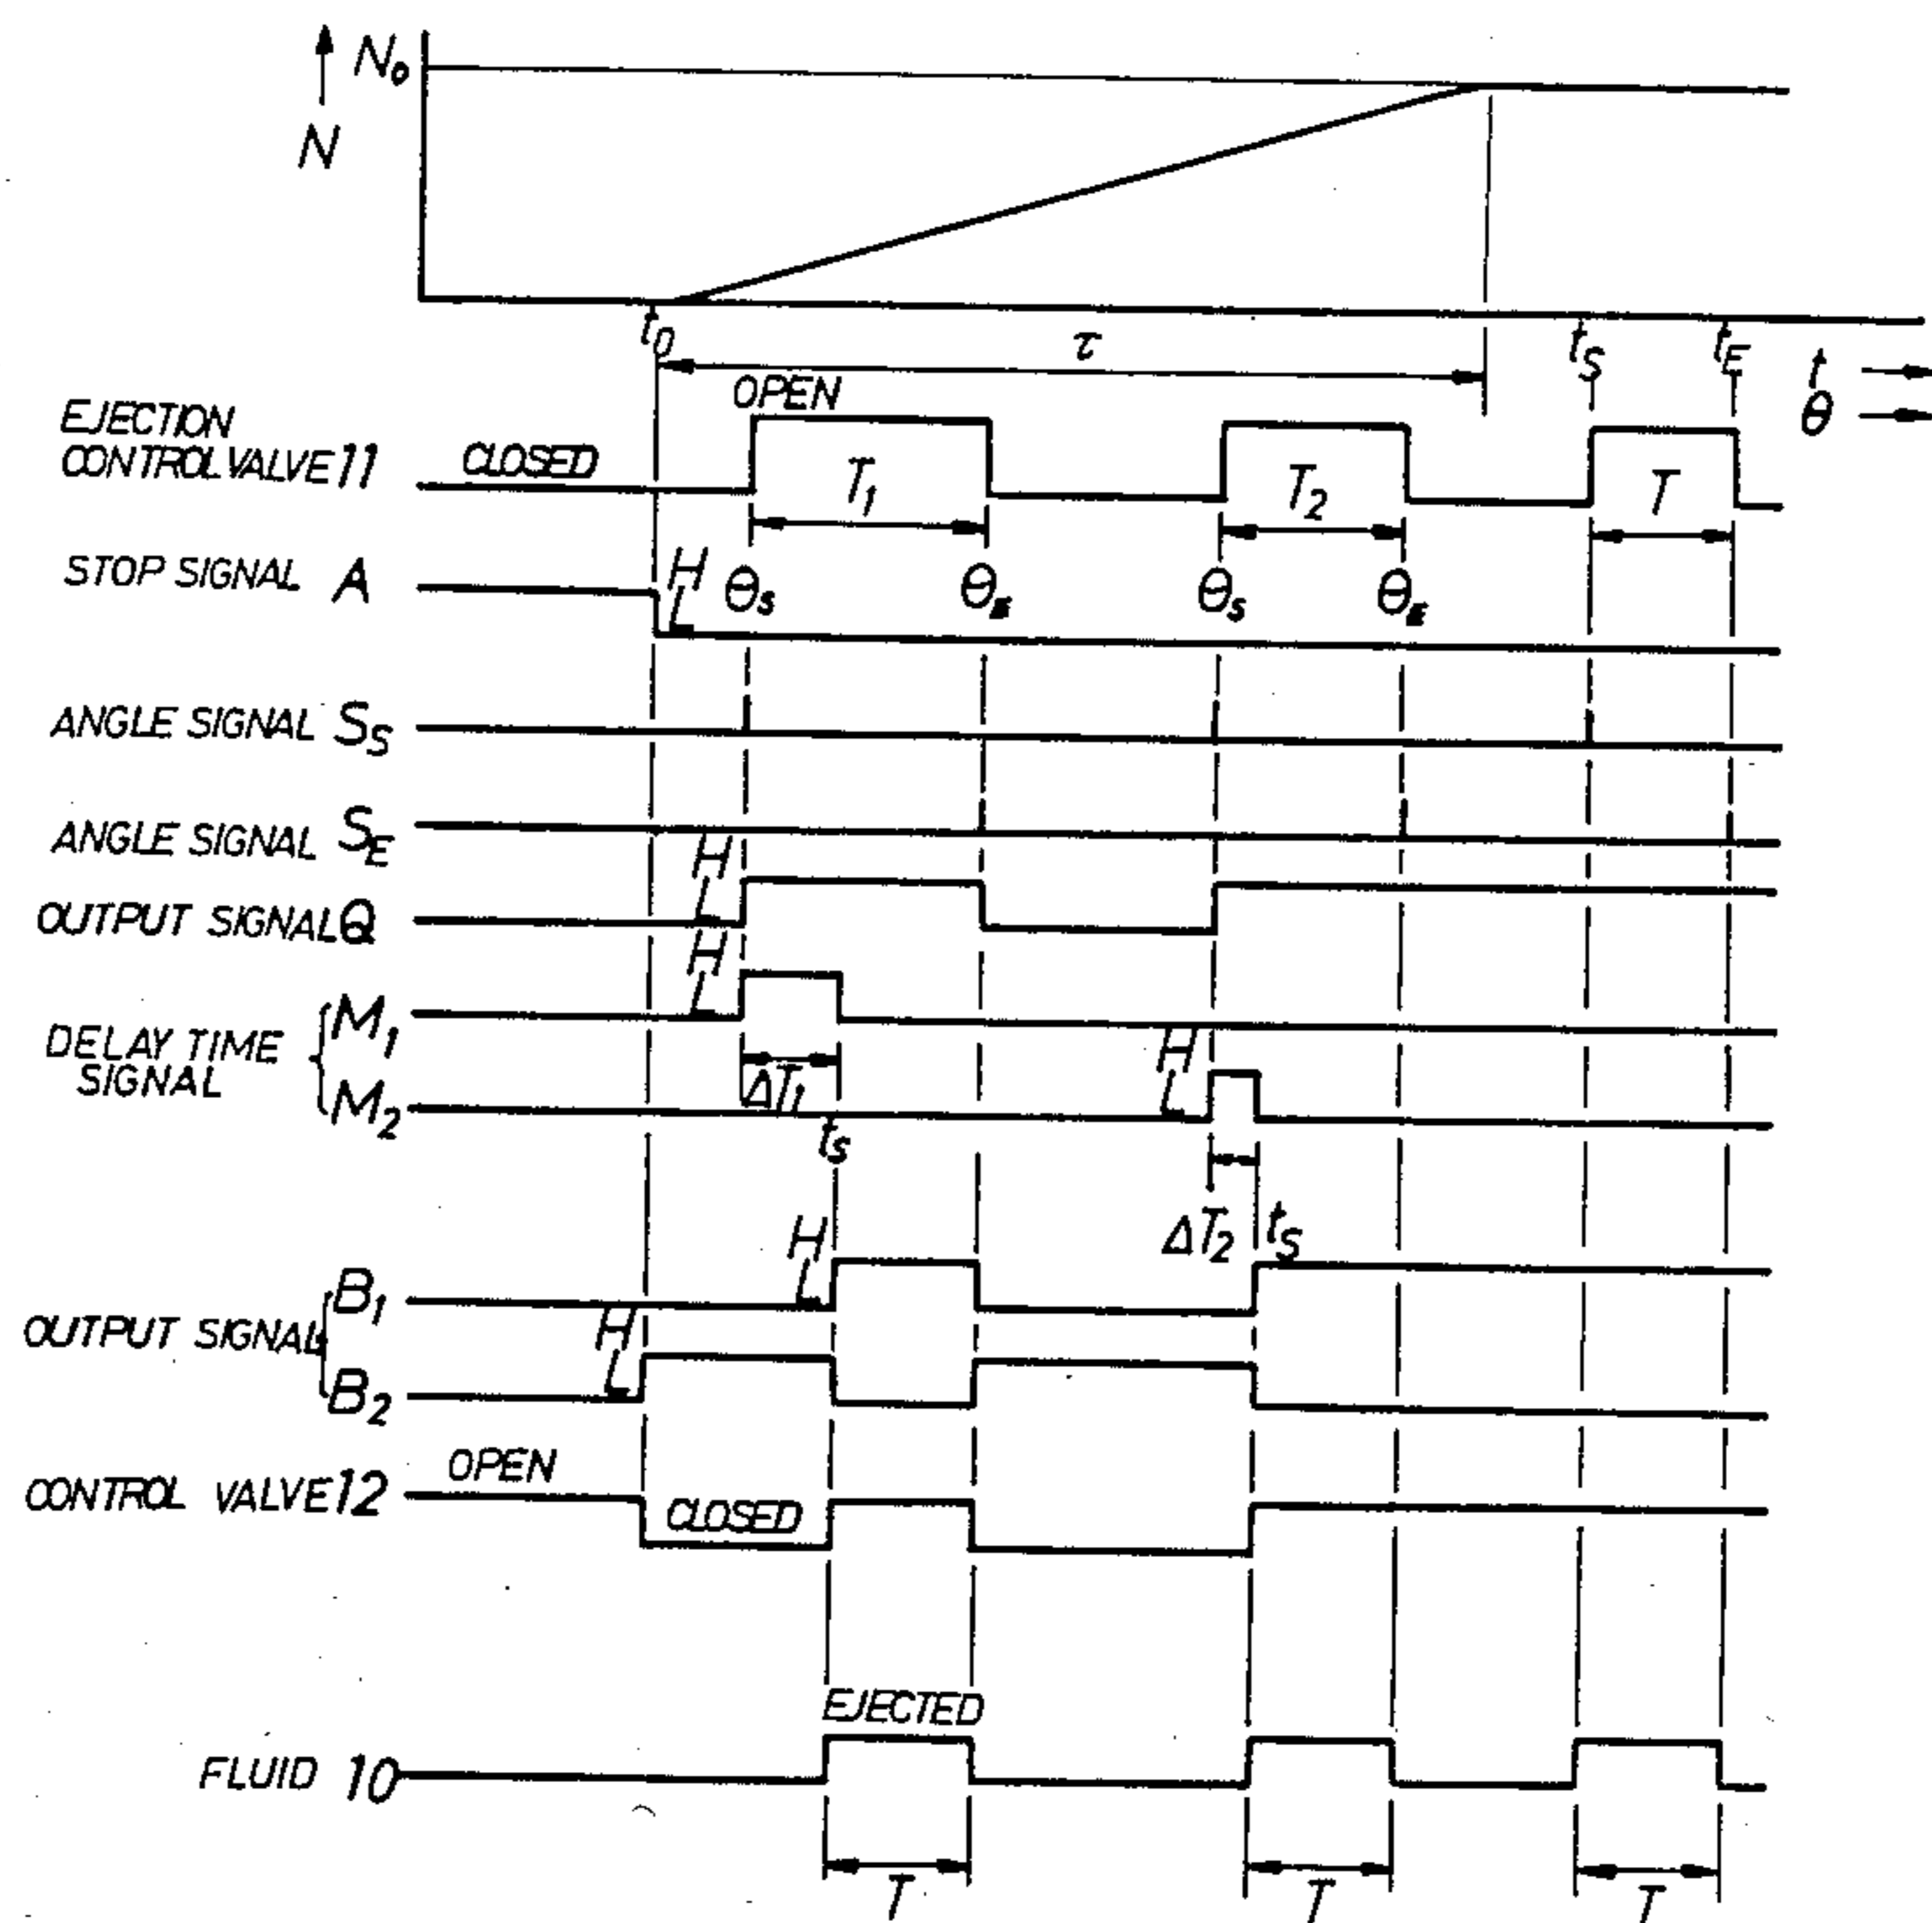 N₀
N
t₀
τ
t_S
t_E
t
θ
OPEN
EJECTION
CONTROL VALVE 11
CLOSED
T₁
T₂
T
STOP SIGNAL A
H
θ_S
θ_E
θ_S
θ_E
ANGLE SIGNAL S_S
ANGLE SIGNAL S_E
H
OUTPUT SIGNAL Q
H
DELAY TIME
SIGNAL
M₁
H
ΔT₁
M₂
t_S
ΔT₂
t_S
H
B₁
OUTPUT SIGNAL
H
B₂
OPEN
CONTROL VALVE 12
CLOSED
EJECTED
FLUID 10
T
T
T